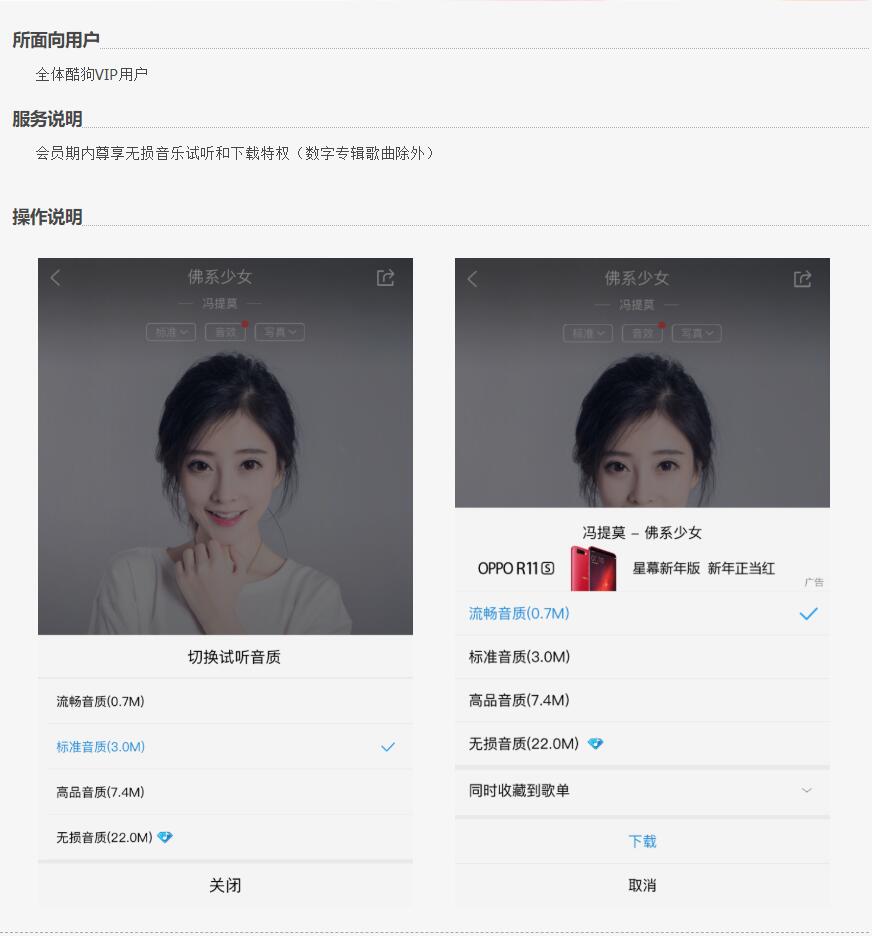 所面向用户
全体酷狗VIP用户
服务说明
会员期内尊享无损音乐试听和下载特权（数字专辑歌曲除外）
操作说明
佛系少女
冯提莫
标准 音效 写真
切换试听音质
流畅音质(0.7M)
标准音质(3.0M)
高品音质(7.4M)
无损音质(22.0M)
关闭
佛系少女
冯提莫
标准 音效 写真
冯提莫 – 佛系少女
OPPO R11S 星幕新年版 新年正当红
广告
流畅音质(0.7M)
标准音质(3.0M)
高品音质(7.4M)
无损音质(22.0M)
同时收藏到歌单
下载
取消